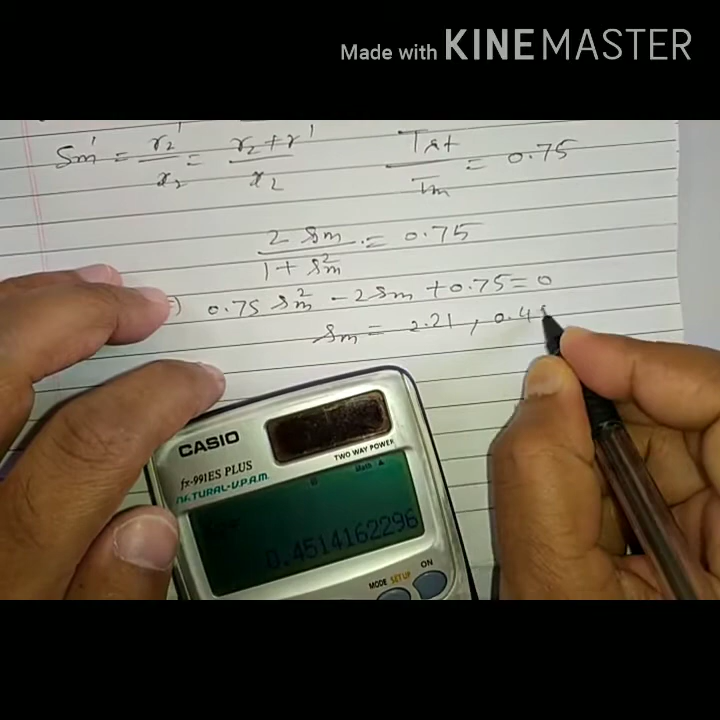 Made with KINEMASTER
Sm' = r2'/x2 = r2 + r'/x2 Tst/Tm = 0.75
2 Sm/1 + Sm² = 0.75
0.75 Sm² - 2 Sm + 0.75 = 0
Sm = 2.21 , 0.45
CASIO
TWO WAY POWER
fx-991ES PLUS
NATURAL-V.P.A.M.
Math
0.4514162296
MODE SETUP ON